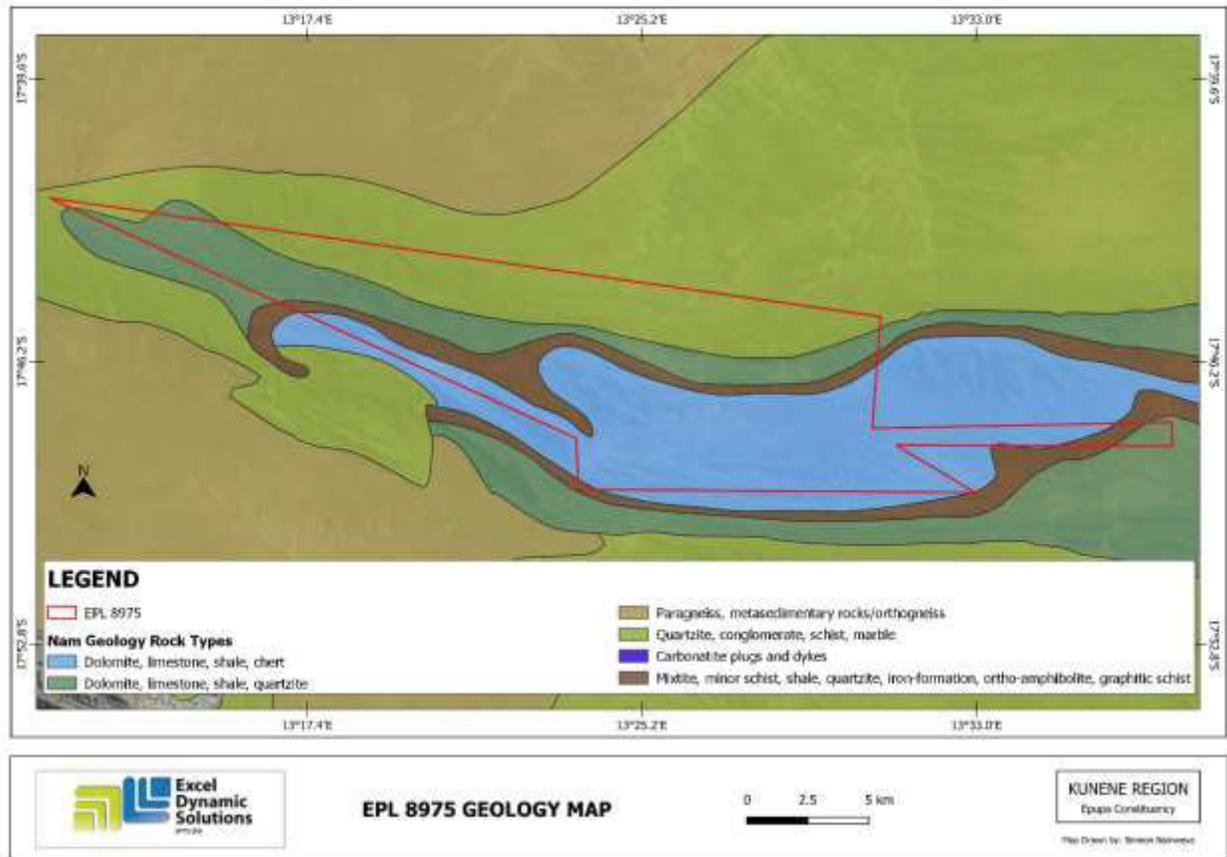 13°17.4'E 13°25.2'E 13°33.0'E
17°39.6'S 17°39.6'S
17°46.2'S 17°46.2'S
N
LEGEND
EPL 8975
Nam Geology Rock Types
Dolomite, limestone, shale, chert
Dolomite, limestone, shale, quartzite
Paragneiss, metasedimentary rocks/orthogneiss
Quartzite, conglomerate, schist, marble
Carbonatite plugs and dykes
Mixtite, minor schist, shale, quartzite, iron-formation, ortho-amphibolite, graphitic schist
17°52.8'S 17°52.8'S
13°17.4'E 13°25.2'E 13°33.0'E
Excel
Dynamic
Solutions
EPL 8975 GEOLOGY MAP
0 2.5 5 km
KUNENE REGION
Epupa Constituency
Map Drawn by: